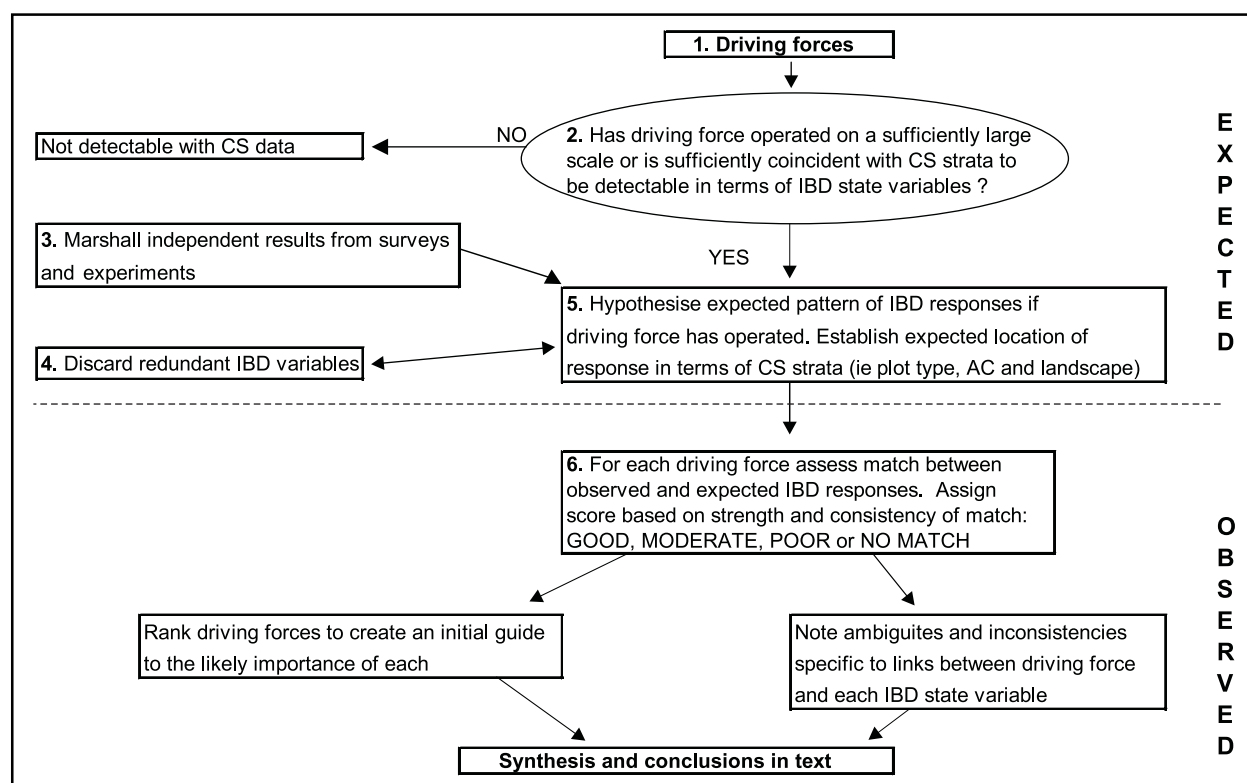 1. Driving forces
2. Has driving force operated on a sufficiently large
scale or is sufficiently coincident with CS strata to
be detectable in terms of IBD state variables ?
NO
Not detectable with CS data
YES
3. Marshall independent results from surveys
and experiments
4. Discard redundant IBD variables
5. Hypothesise expected pattern of IBD responses if
driving force has operated. Establish expected location of
response in terms of CS strata (ie plot type, AC and landscape)
EXPECTED
6. For each driving force assess match between
observed and expected IBD responses. Assign
score based on strength and consistency of match:
GOOD, MODERATE, POOR or NO MATCH
Rank driving forces to create an initial guide
to the likely importance of each
Note ambiguites and inconsistencies
specific to links between driving force
and each IBD state variable
Synthesis and conclusions in text
OBSERVED